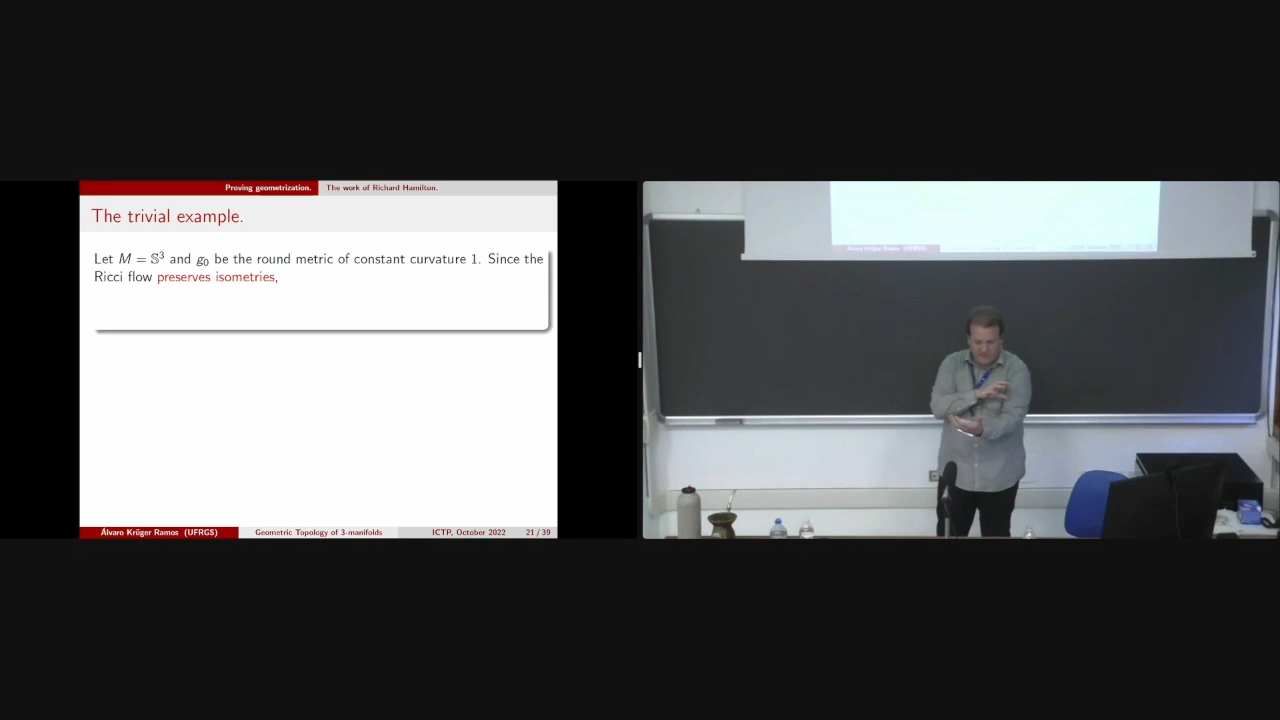 Proving geometrization. The work of Richard Hamilton.
The trivial example.
Let M = 𝕊³ and g₀ be the round metric of constant curvature 1. Since the
Ricci flow preserves isometries,
Álvaro Krüger Ramos (UFRGS) Geometric Topology of 3-manifolds ICTP, October 2022 21 / 39